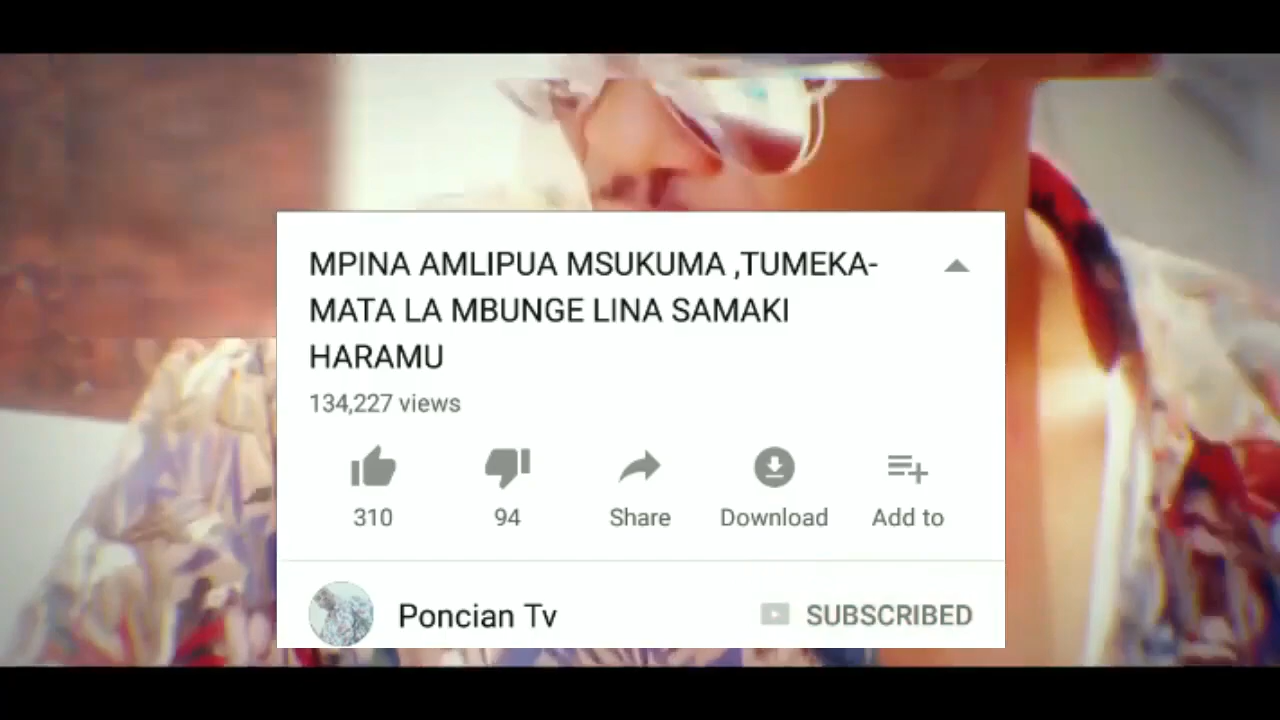 MPINA AMLIPUA MSUKUMA ,TUMEKA-
MATA LA MBUNGE LINA SAMAKI
HARAMU
134,227 views
310 94 Share Download Add to
Poncian Tv SUBSCRIBED